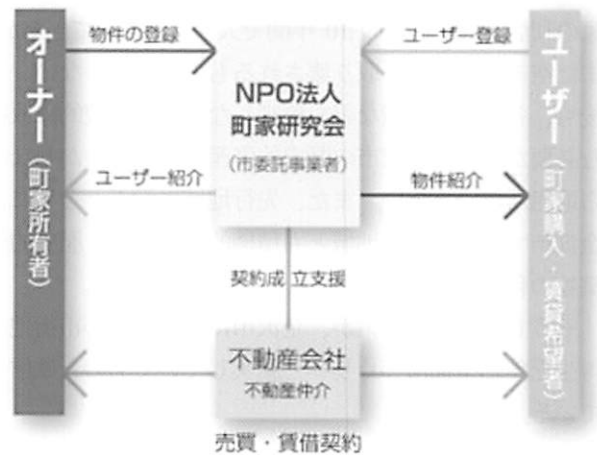 オーナー（町家所有者）
物件の登録
ユーザー登録
NPO法人
町家研究会
（市委託事業者）
ユーザー紹介
物件紹介
契約成立支援
不動産会社
不動産仲介
売買・賃借契約
ユーザー（町家購入・賃貸希望者）